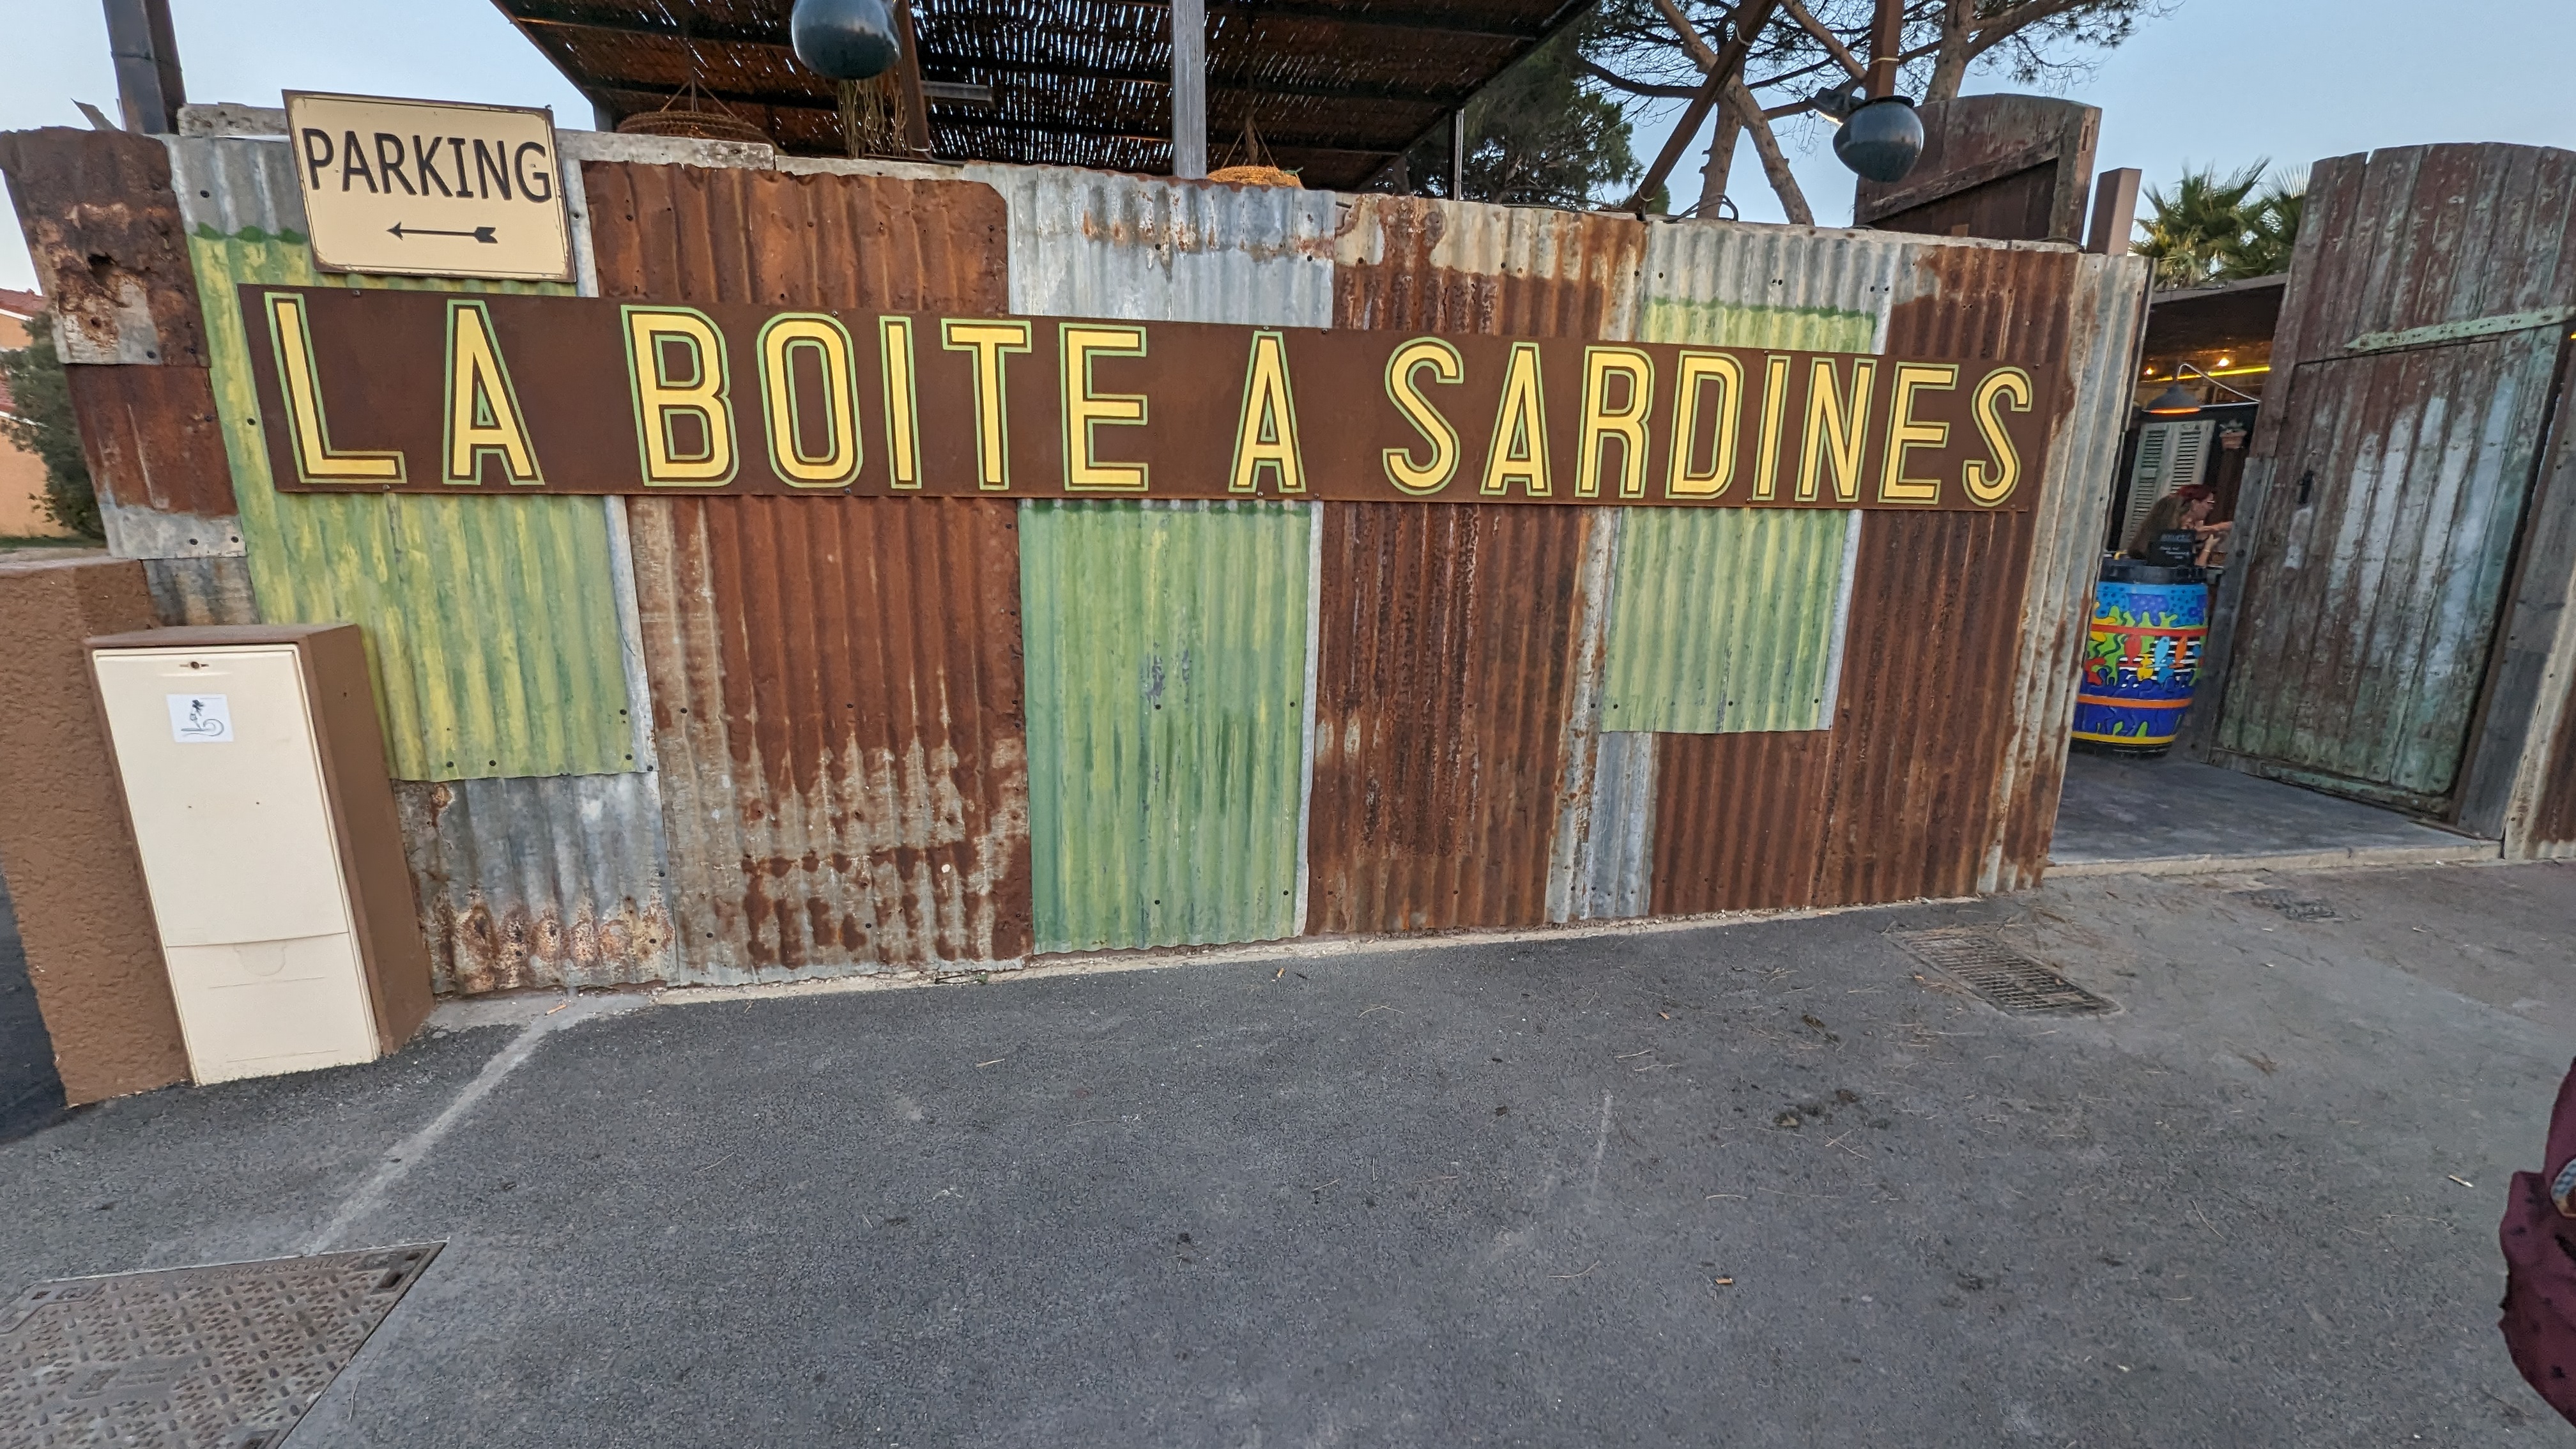 PARKING
LA BOITE A SARDINES